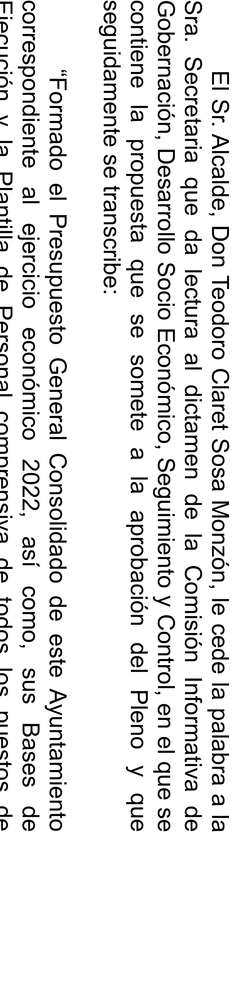 El Sr. Alcalde, Don Teodoro Claret Sosa Monzón, le cede la palabra a la
Sra. Secretaria que da lectura al dictamen de la Comisión Informativa de
Gobernación, Desarrollo Socio Económico, Seguimiento y Control, en el que se
contiene la propuesta que se somete a la aprobación del Pleno y que
seguidamente se transcribe:
“Formado el Presupuesto General Consolidado de este Ayuntamiento
correspondiente al ejercicio económico 2022, así como, sus Bases de
Ejecución y la Plantilla de Personal comprensiva de todos los puestos de